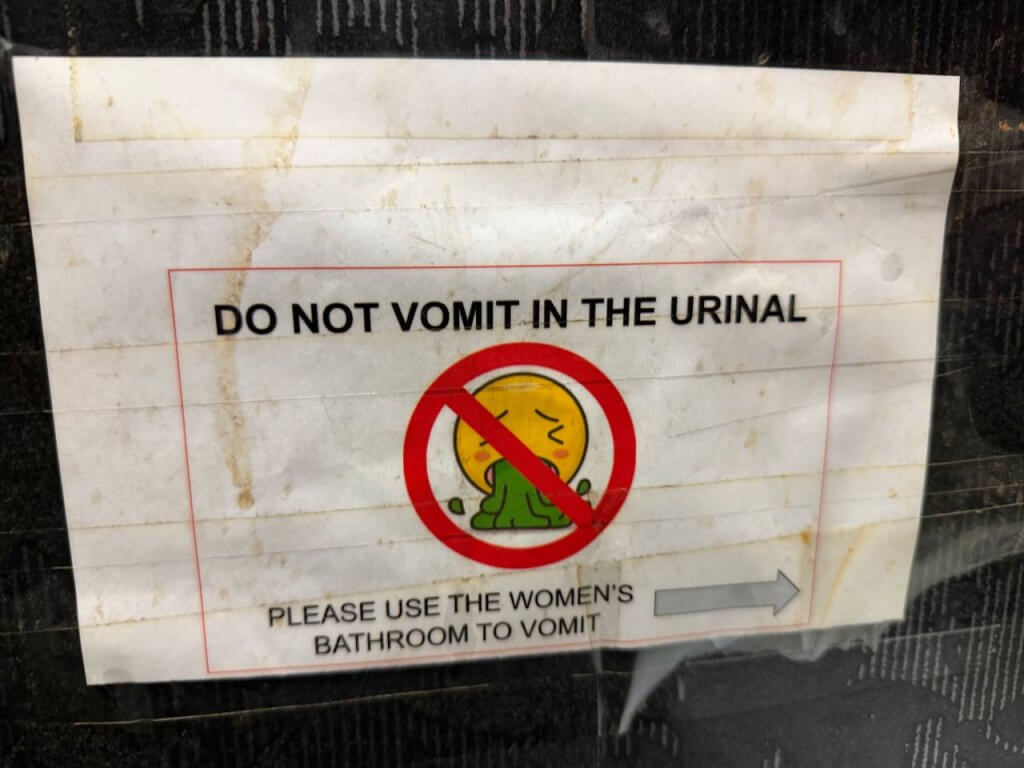 DO NOT VOMIT IN THE URINAL
PLEASE USE THE WOMEN'S
BATHROOM TO VOMIT